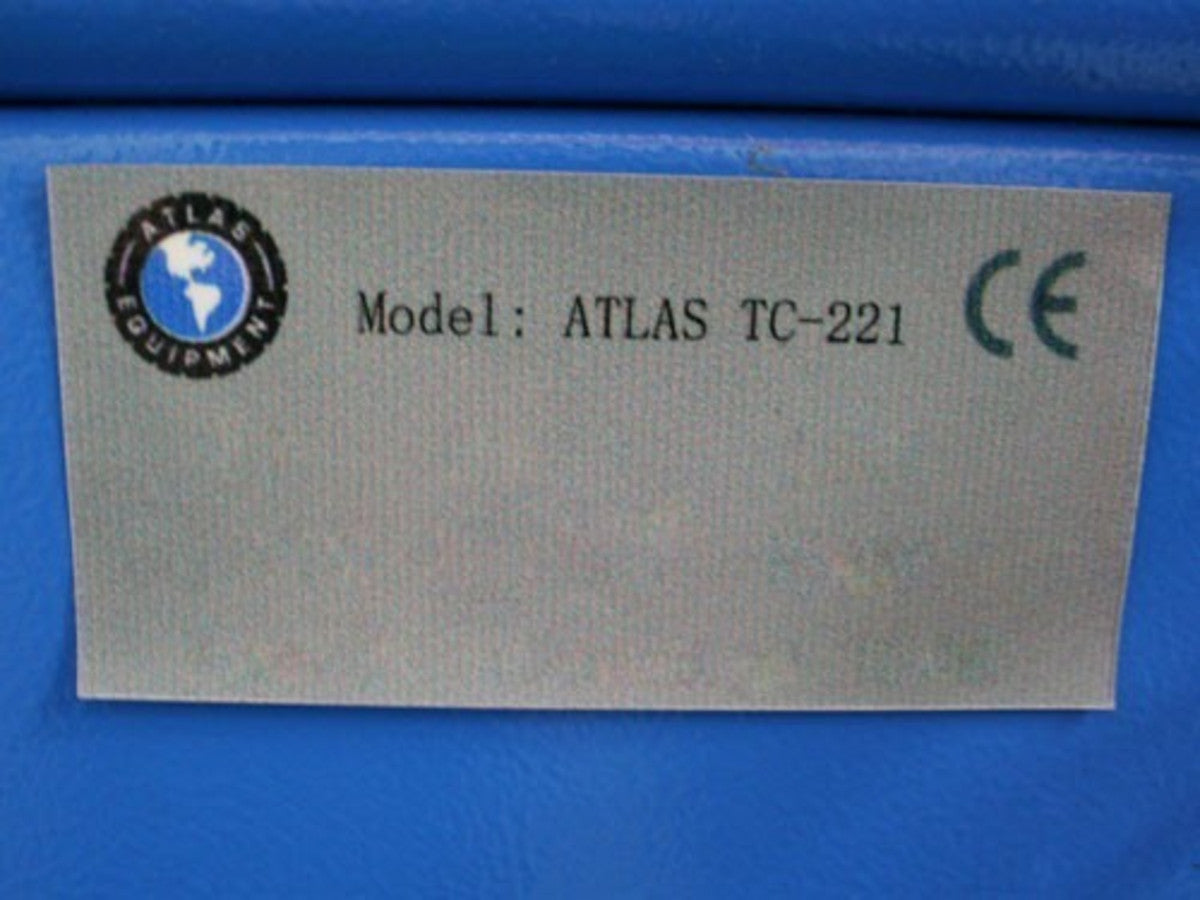 ATLAS
EQUIPMENT
Model: ATLAS TC-221
CE